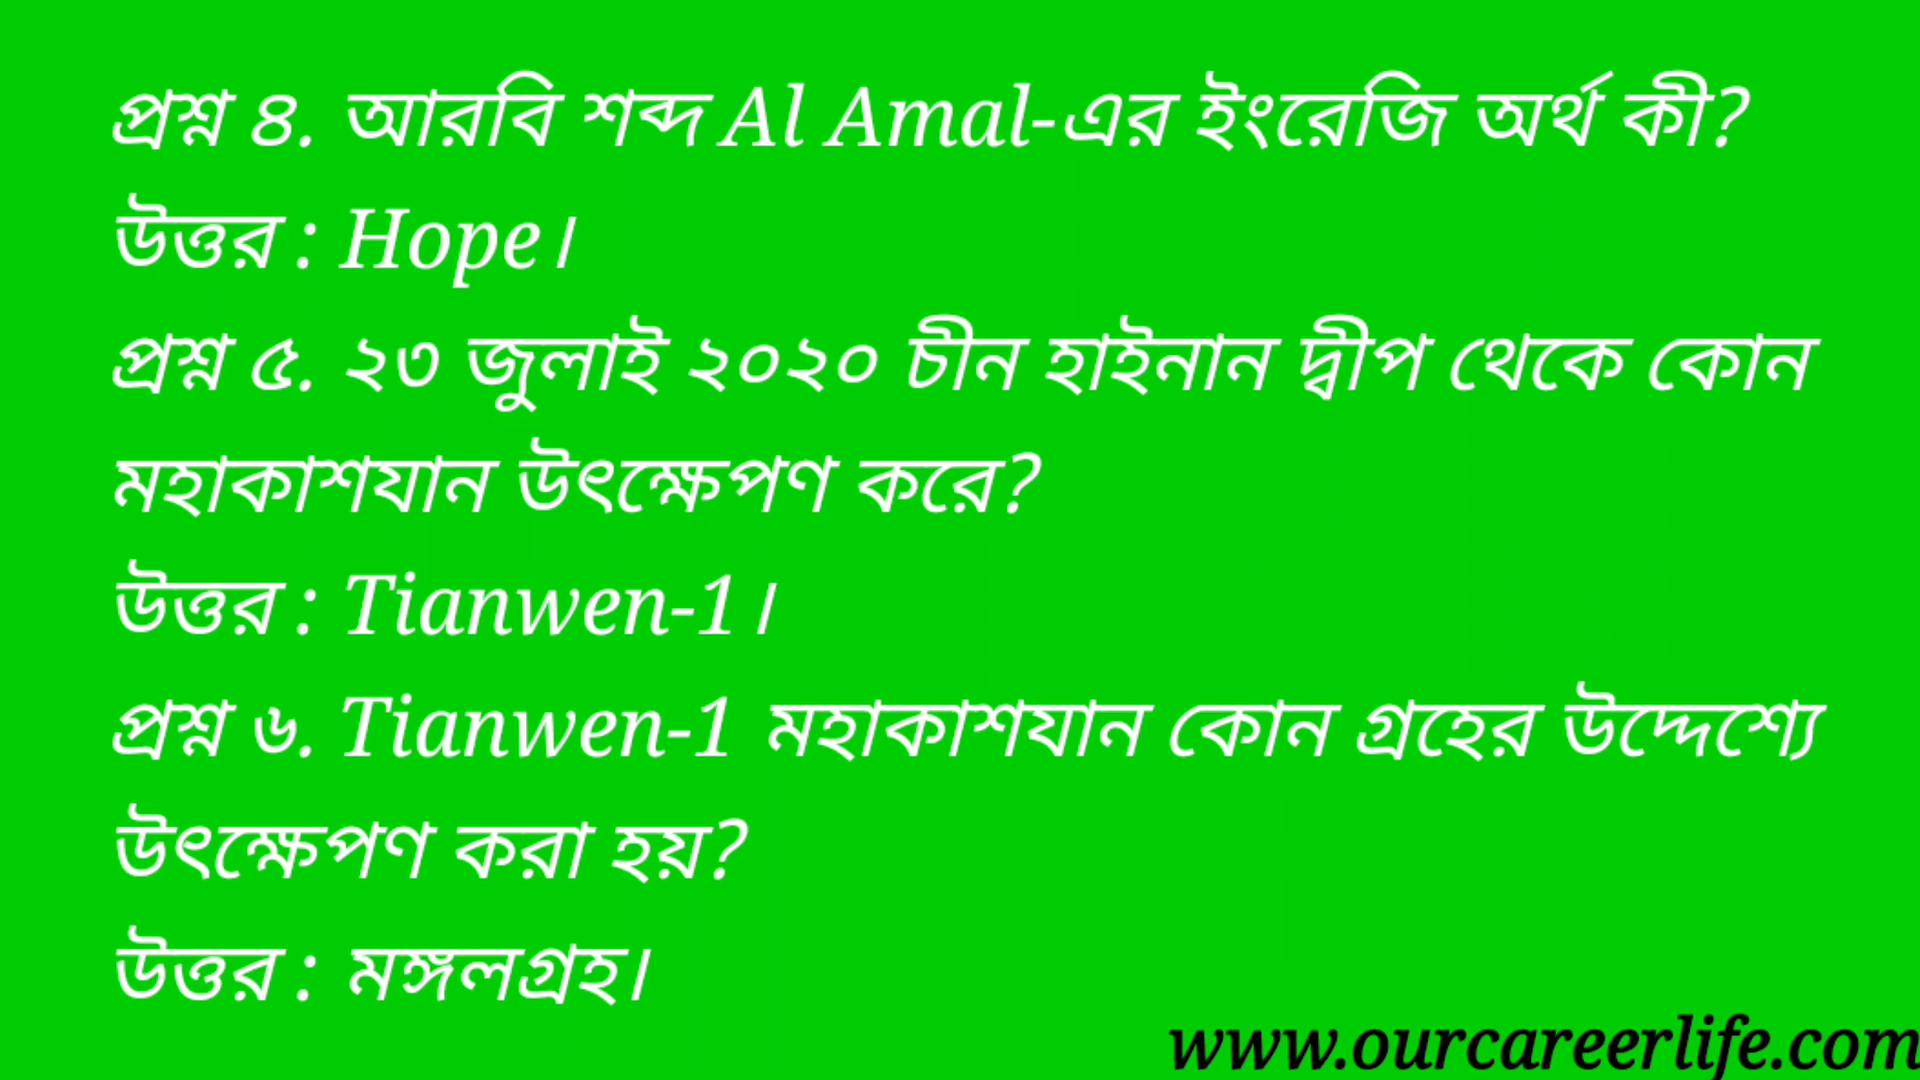 প্রশ্ন ৪. আরবি শব্দ Al Amal-এর ইংরেজি অর্থ কী?
উত্তর : Hope।
প্রশ্ন ৫. ২৩ জুলাই ২০২০ চীন হাইনান দ্বীপ থেকে কোন
মহাকাশযান উৎক্ষেপণ করে?
উত্তর : Tianwen-1।
প্রশ্ন ৬. Tianwen-1 মহাকাশযান কোন গ্রহের উদ্দেশ্যে
উৎক্ষেপণ করা হয়?
উত্তর : মঙ্গলগ্রহ।
www.ourcareerlife.com